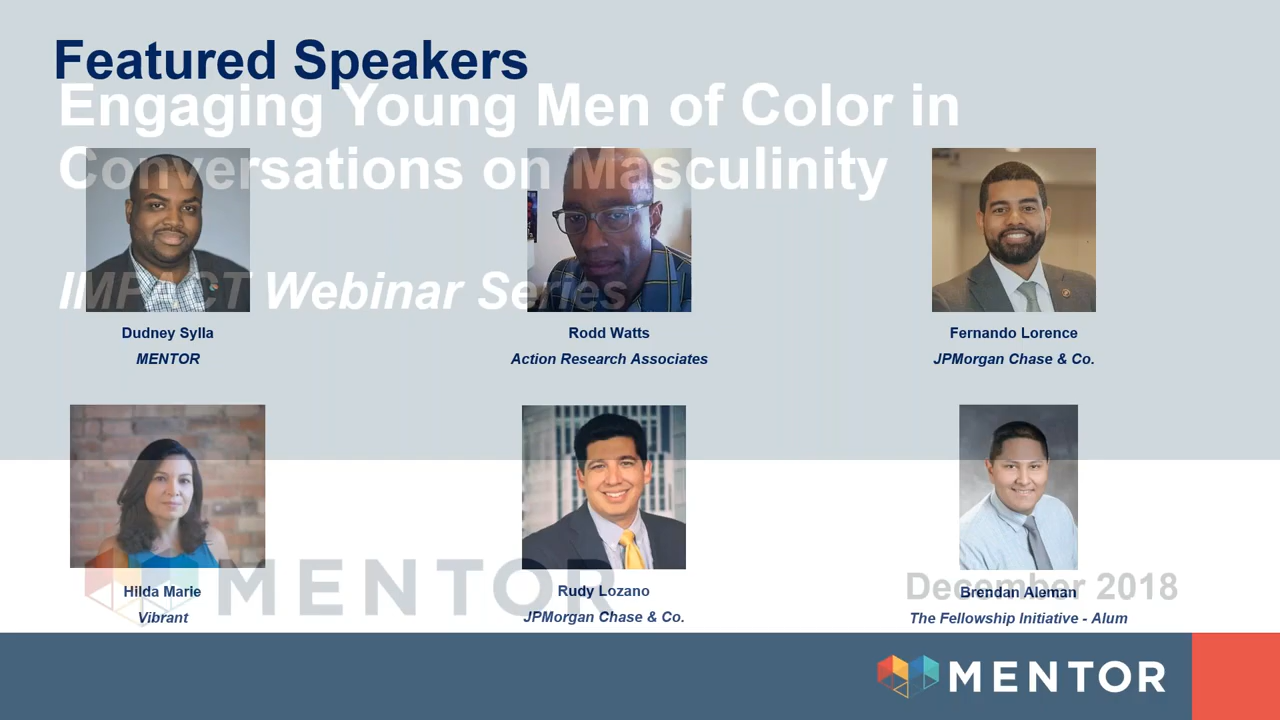 Featured Speakers
Engaging Young Men of Color in
Conversations on Masculinity
IMPACT Webinar Series
Dudney Sylla
MENTOR
Rodd Watts
Action Research Associates
Fernando Lorence
JPMorgan Chase & Co.
Hilda Marie
Vibrant
Rudy Lozano
JPMorgan Chase & Co.
Brendan Aleman
The Fellowship Initiative - Alum
MENTOR
December 2018
MENTOR